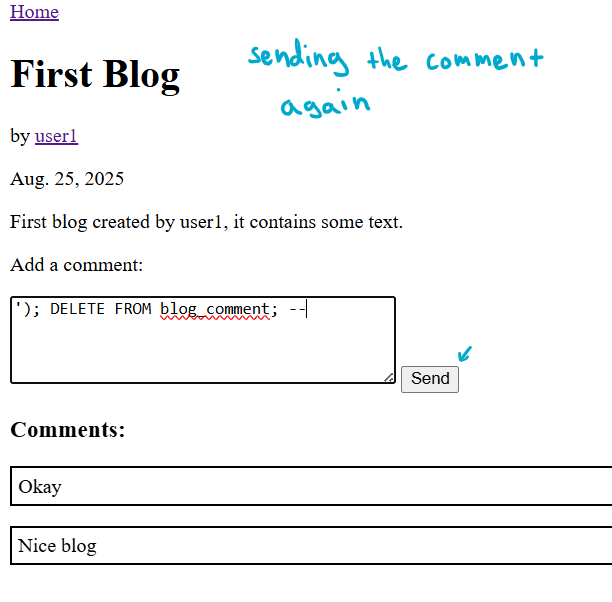 Home
First Blog
sending the comment
again
by user1
Aug. 25, 2025
First blog created by user1, it contains some text.
Add a comment:
'); DELETE FROM blog_comment; --
Send
Comments:
Okay
Nice blog